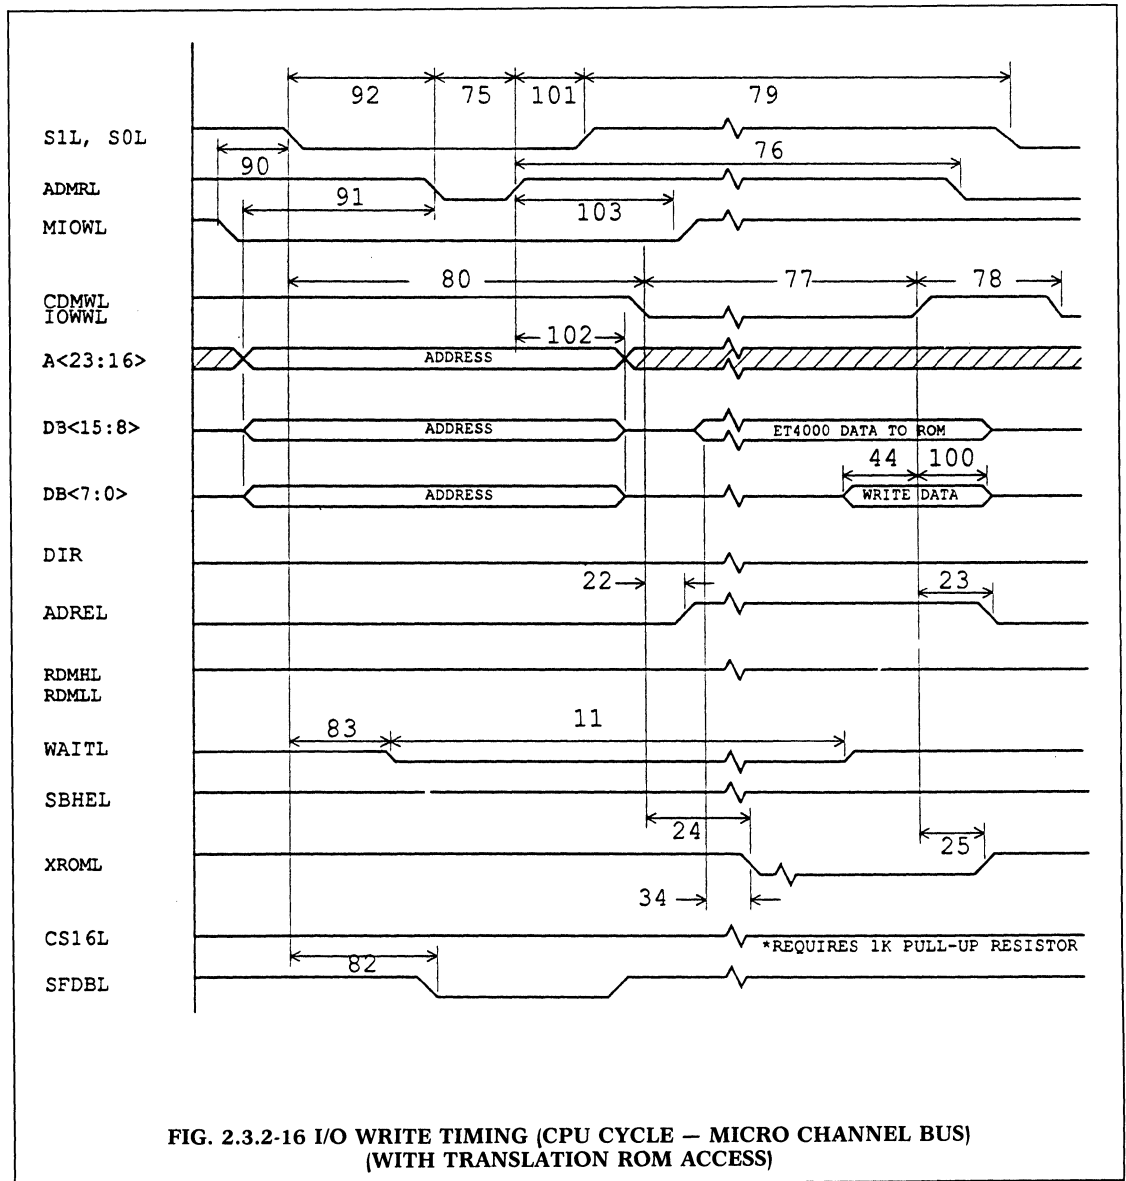 92 75 101 79
S1L, S0L
90 76
ADMRL
91 103
MIOWL
80 77 78
CDMWL
IOWWL
102
A<23:16> ADDRESS
DB<15:8> ADDRESS ET4000 DATA TO ROM
44 100
DB<7:0> ADDRESS WRITE DATA
DIR
22 23
ADREL
RDMHL
RDMLL
83 11
WAITL
SBHEL
24 25
XROML
34
CS16L *REQUIRES 1K PULL-UP RESISTOR
82
SFDBL
FIG. 2.3.2-16 I/O WRITE TIMING (CPU CYCLE — MICRO CHANNEL BUS)
(WITH TRANSLATION ROM ACCESS)